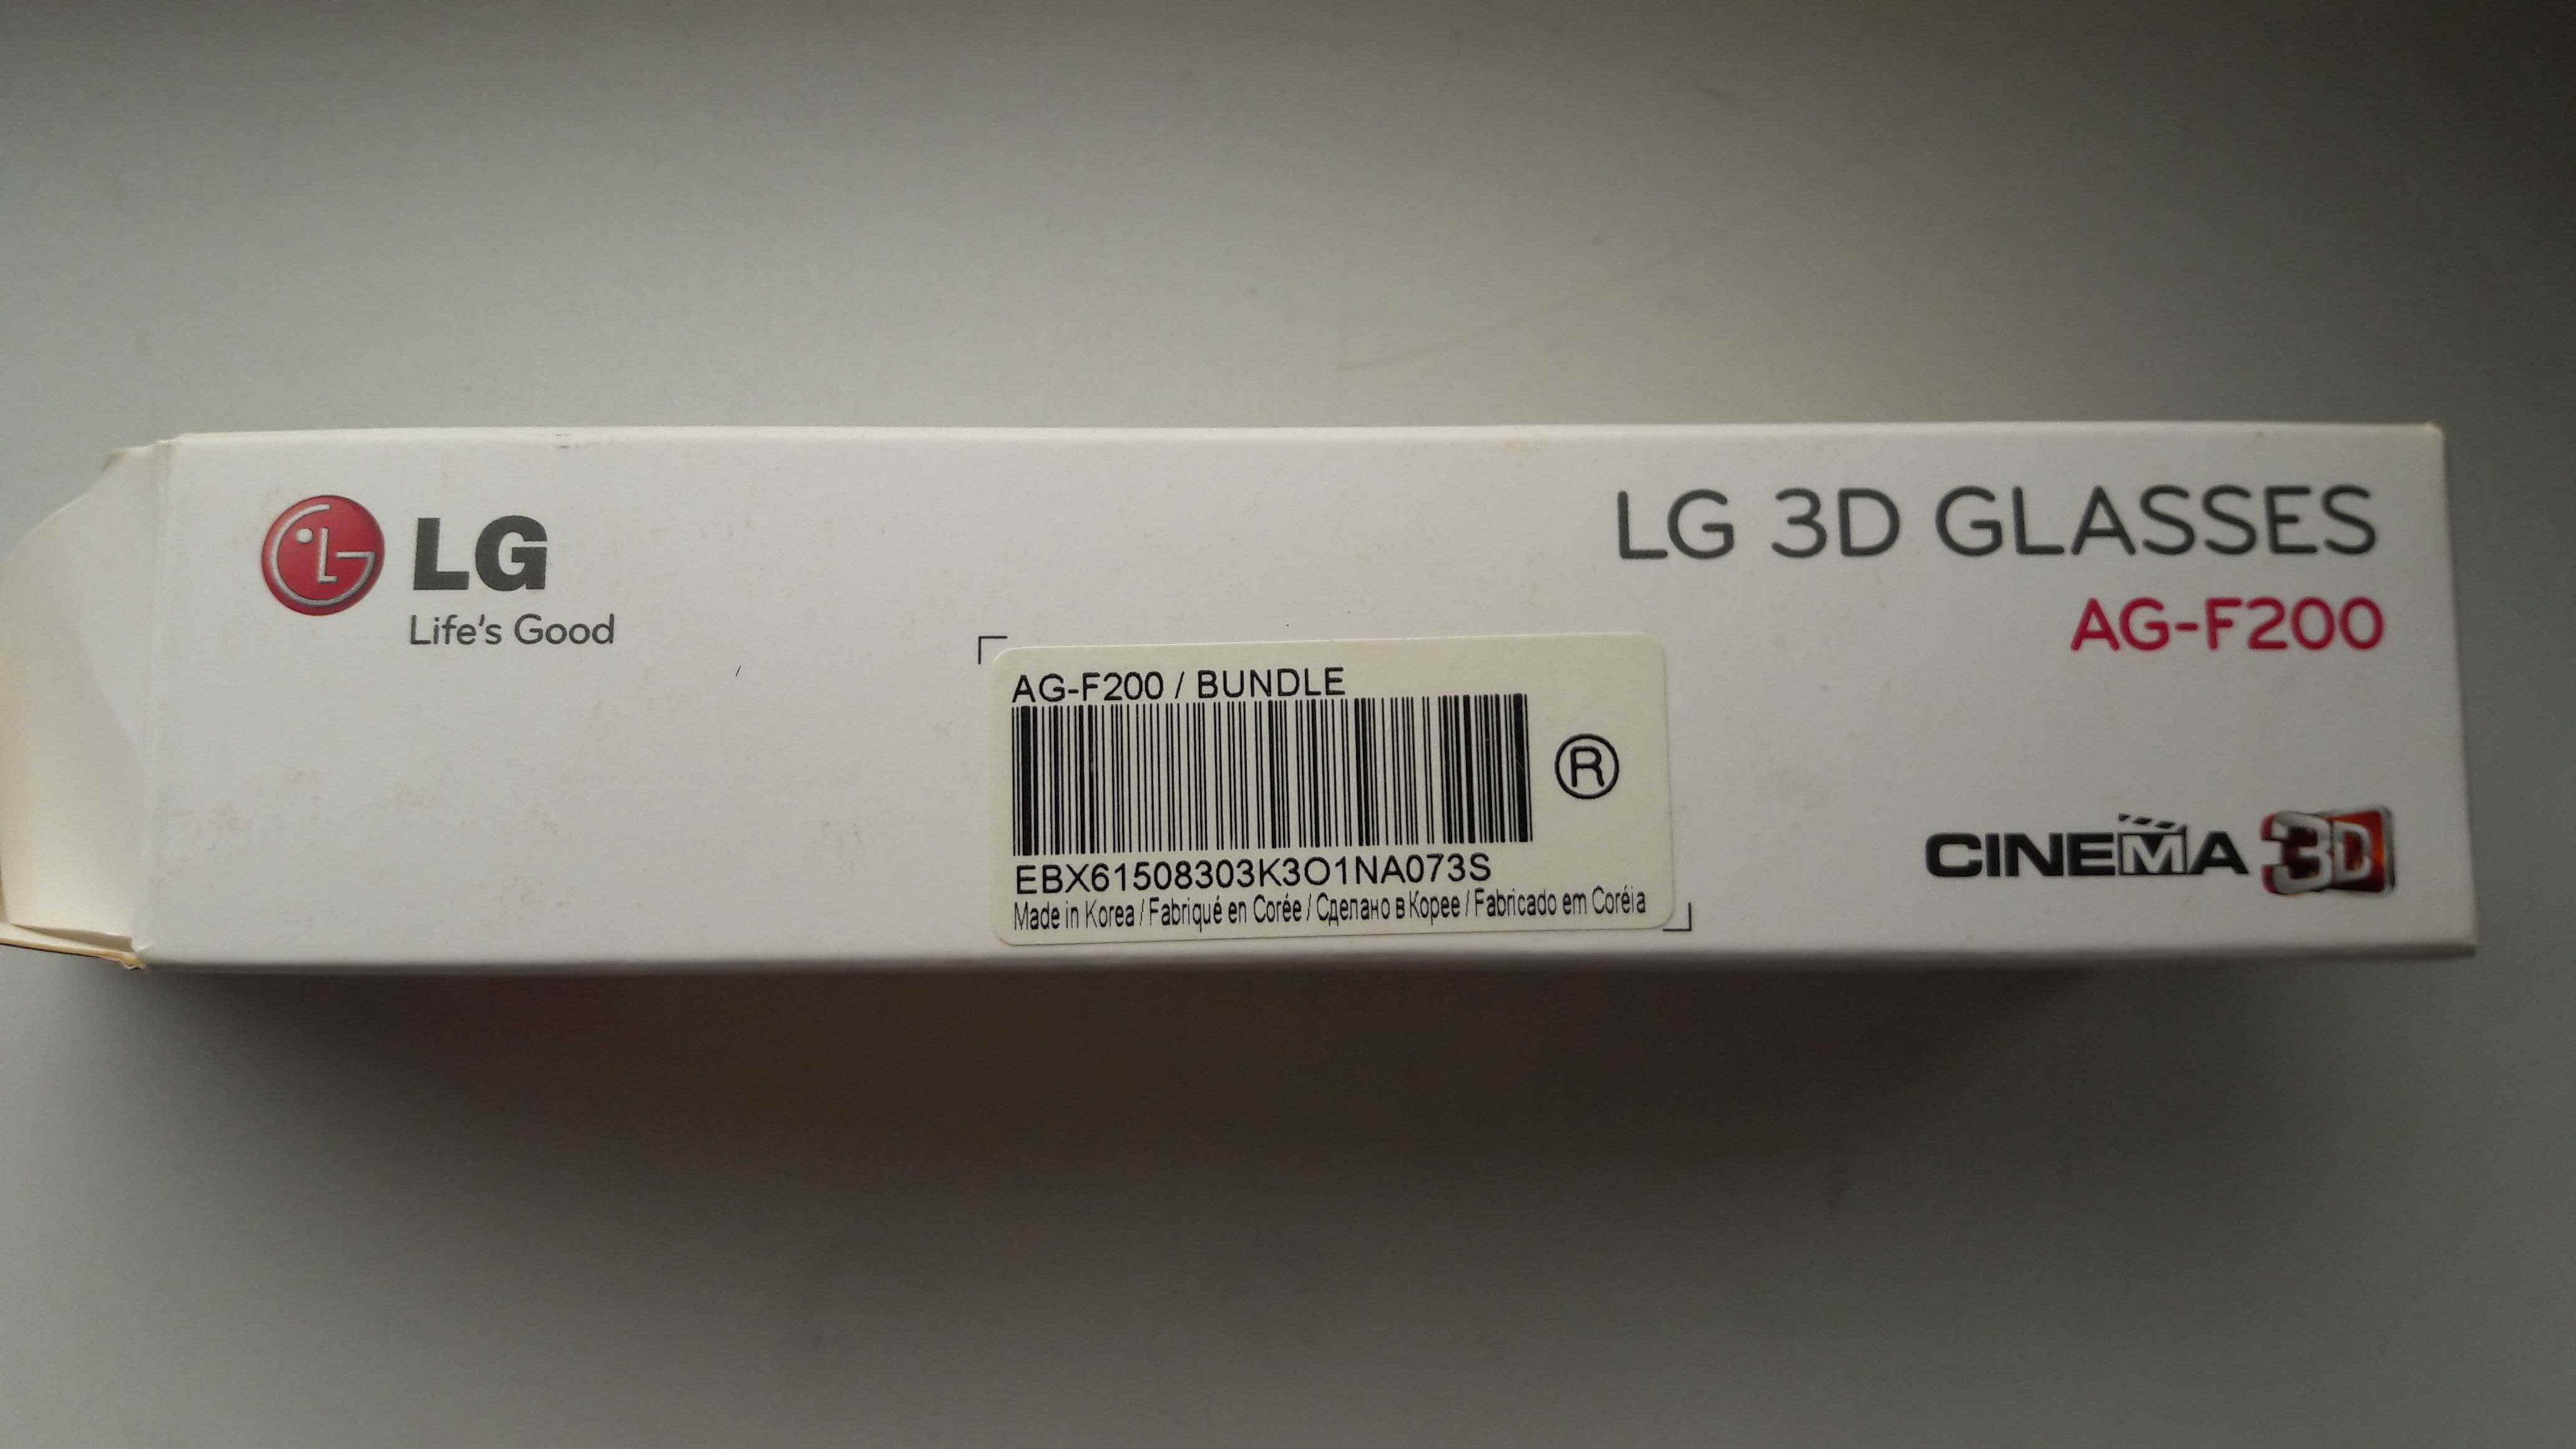 LG
Life's Good
LG 3D GLASSES
AG-F200
AG-F200 / BUNDLE
®
EBX61508303K3O1NA073S
Made in Korea / Fabriqué en Corée / Сделано в Корее / Fabricado em Coréia
CINEMA 3D